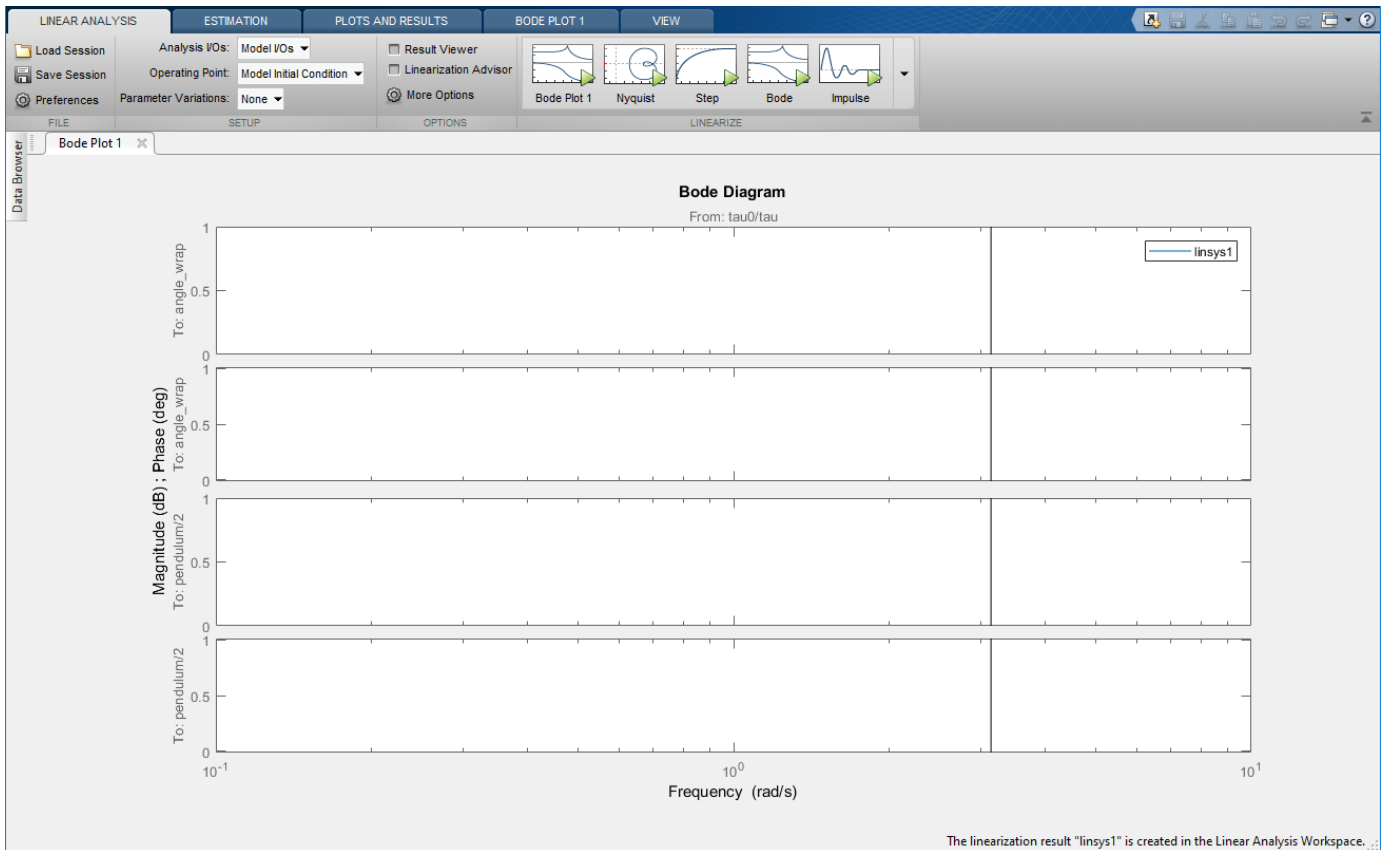 LINEAR ANALYSIS ESTIMATION PLOTS AND RESULTS BODE PLOT 1 VIEW
Load Session
Save Session
Preferences
FILE
Analysis I/Os: Model I/Os
Operating Point: Model Initial Condition
Parameter Variations: None
SETUP
Result Viewer
Linearization Advisor
More Options
OPTIONS
Bode Plot 1 Nyquist Step Bode Impulse
LINEARIZE
Data Browser
Bode Plot 1
Bode Diagram
From: tau0/tau
linsys1
Magnitude (dB) ; Phase (deg)
To: angle_wrap
1
0.5
0
To: angle_wrap
1
0.5
0
To: pendulum/2
1
0.5
0
To: pendulum/2
1
0.5
0
10-1 100 101
Frequency (rad/s)
The linearization result "linsys1" is created in the Linear Analysis Workspace.